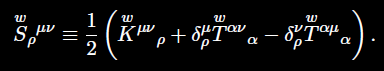 $$\overset{w}{S}_{\rho}{}^{\mu\nu} \equiv \frac{1}{2}\left(\overset{w}{K}{}^{\mu\nu}{}_{\rho} + \delta^{\mu}_{\rho}\overset{w}{T}{}^{\alpha\nu}{}_{\alpha} - \delta^{\nu}_{\rho}\overset{w}{T}{}^{\alpha\mu}{}_{\alpha}\right).$$